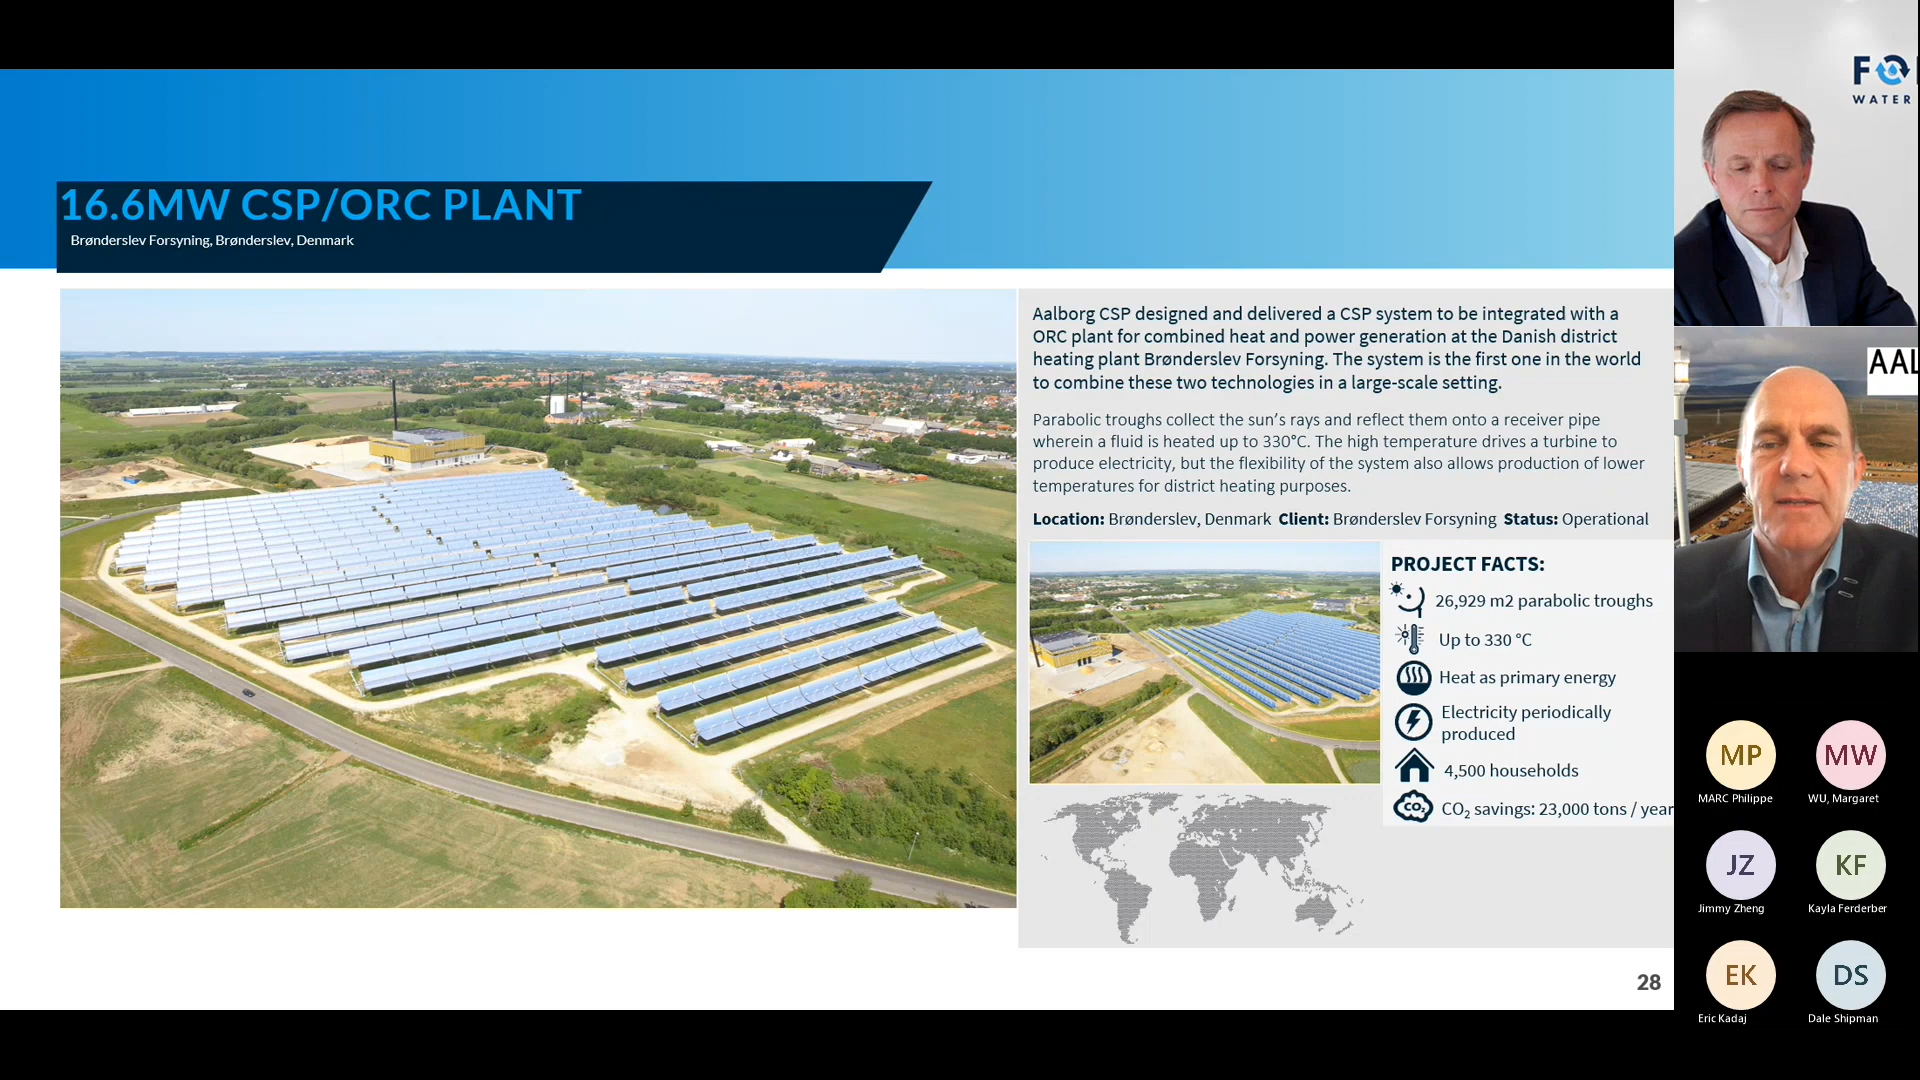 16.6MW CSP/ORC PLANT
Brønderslev Forsyning, Brønderslev, Denmark
Aalborg CSP designed and delivered a CSP system to be integrated with a
ORC plant for combined heat and power generation at the Danish district
heating plant Brønderslev Forsyning. The system is the first one in the world
to combine these two technologies in a large-scale setting.
Parabolic troughs collect the sun’s rays and reflect them onto a receiver pipe
wherein a fluid is heated up to 330°C. The high temperature drives a turbine to
produce electricity, but the flexibility of the system also allows production of lower
temperatures for district heating purposes.
Location: Brønderslev, Denmark Client: Brønderslev Forsyning Status: Operational
PROJECT FACTS:
26,929 m2 parabolic troughs
Up to 330 °C
Heat as primary energy
Electricity periodically
produced
4,500 households
CO₂
CO₂ savings: 23,000 tons / year
28
FO
WATER
AAL
MP
MARC Philippe
MW
WU, Margaret
JZ
Jimmy Zheng
KF
Kayla Ferderber
EK
Eric Kadaj
DS
Dale Shipman